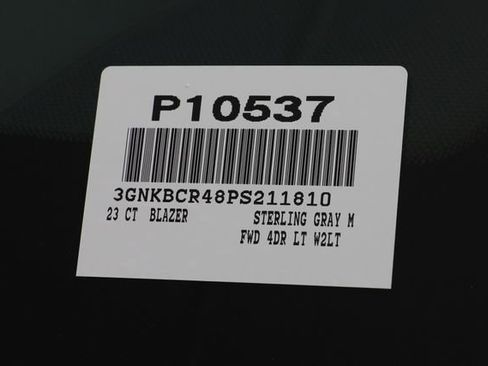 P10537
3GNKBCR48PS211810
23 CT BLAZER STERLING GRAY M
FWD 4DR LT W2LT